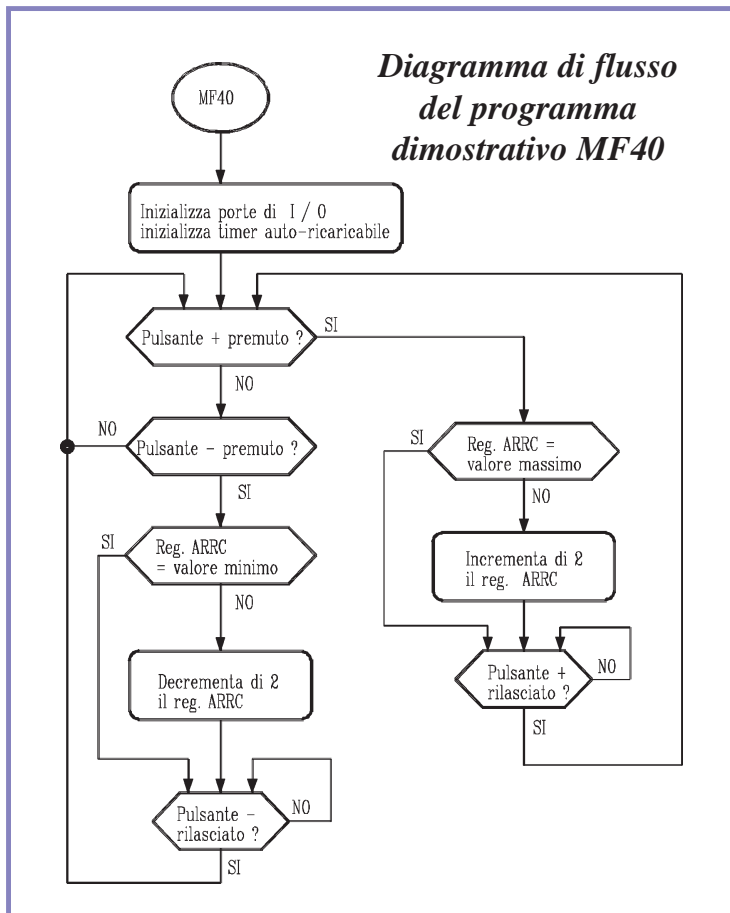 Diagramma di flusso
del programma
dimostrativo MF40
MF40
Inizializza porte di I / O
inizializza timer auto-ricaricabile
Pulsante + premuto ?
SI
NO
NO
Pulsante - premuto ?
SI
SI
Reg. ARRC
= valore minimo
NO
Decrementa di 2
il reg. ARRC
Pulsante -
rilasciato ?
NO
SI
SI
Reg. ARRC =
valore massimo
NO
Incrementa di 2
il reg. ARRC
Pulsante +
rilasciato ?
NO
SI